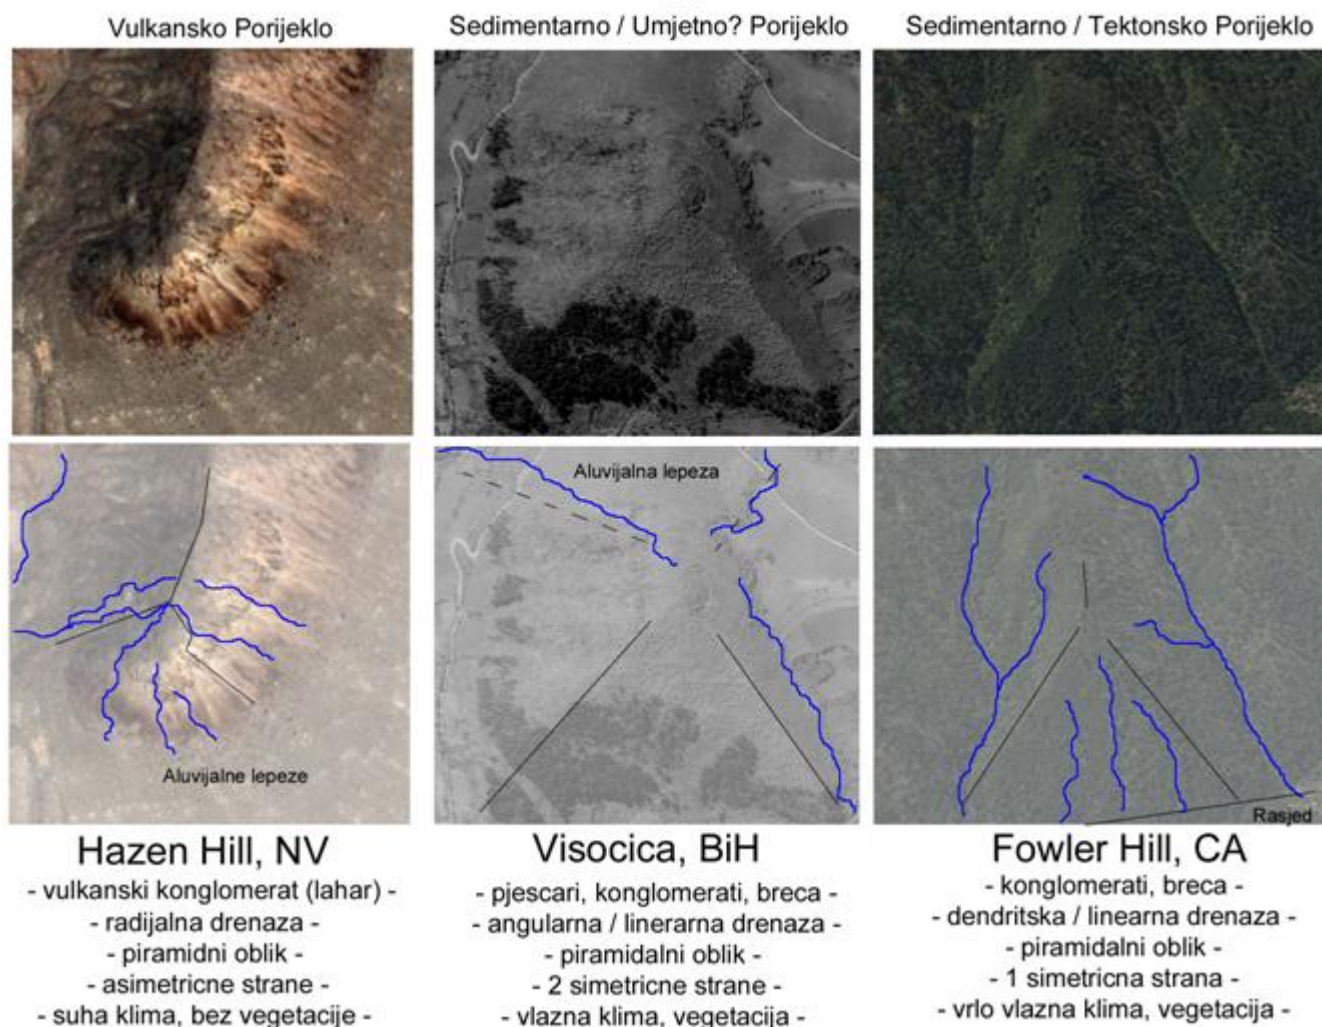 Vulkansko Porijeklo
Sedimentarno / Umjetno? Porijeklo
Sedimentarno / Tektonsko Porijeklo
Aluvijalne lepeze
Aluvijalna lepeza
Rasjed
Hazen Hill, NV
- vulkanski konglomerat (lahar) -
- radijalna drenaza -
- piramidni oblik -
- asimetricne strane -
- suha klima, bez vegetacije -
Visocica, BiH
- pjescari, konglomerati, breca -
- angularna / linerarna drenaza -
- piramidalni oblik -
- 2 simetricne strane -
- vlazna klima, vegetacija -
Fowler Hill, CA
- konglomerati, breca -
- dendritska / linearna drenaza -
- piramidalni oblik -
- 1 simetricna strana -
- vrlo vlazna klima, vegetacija -